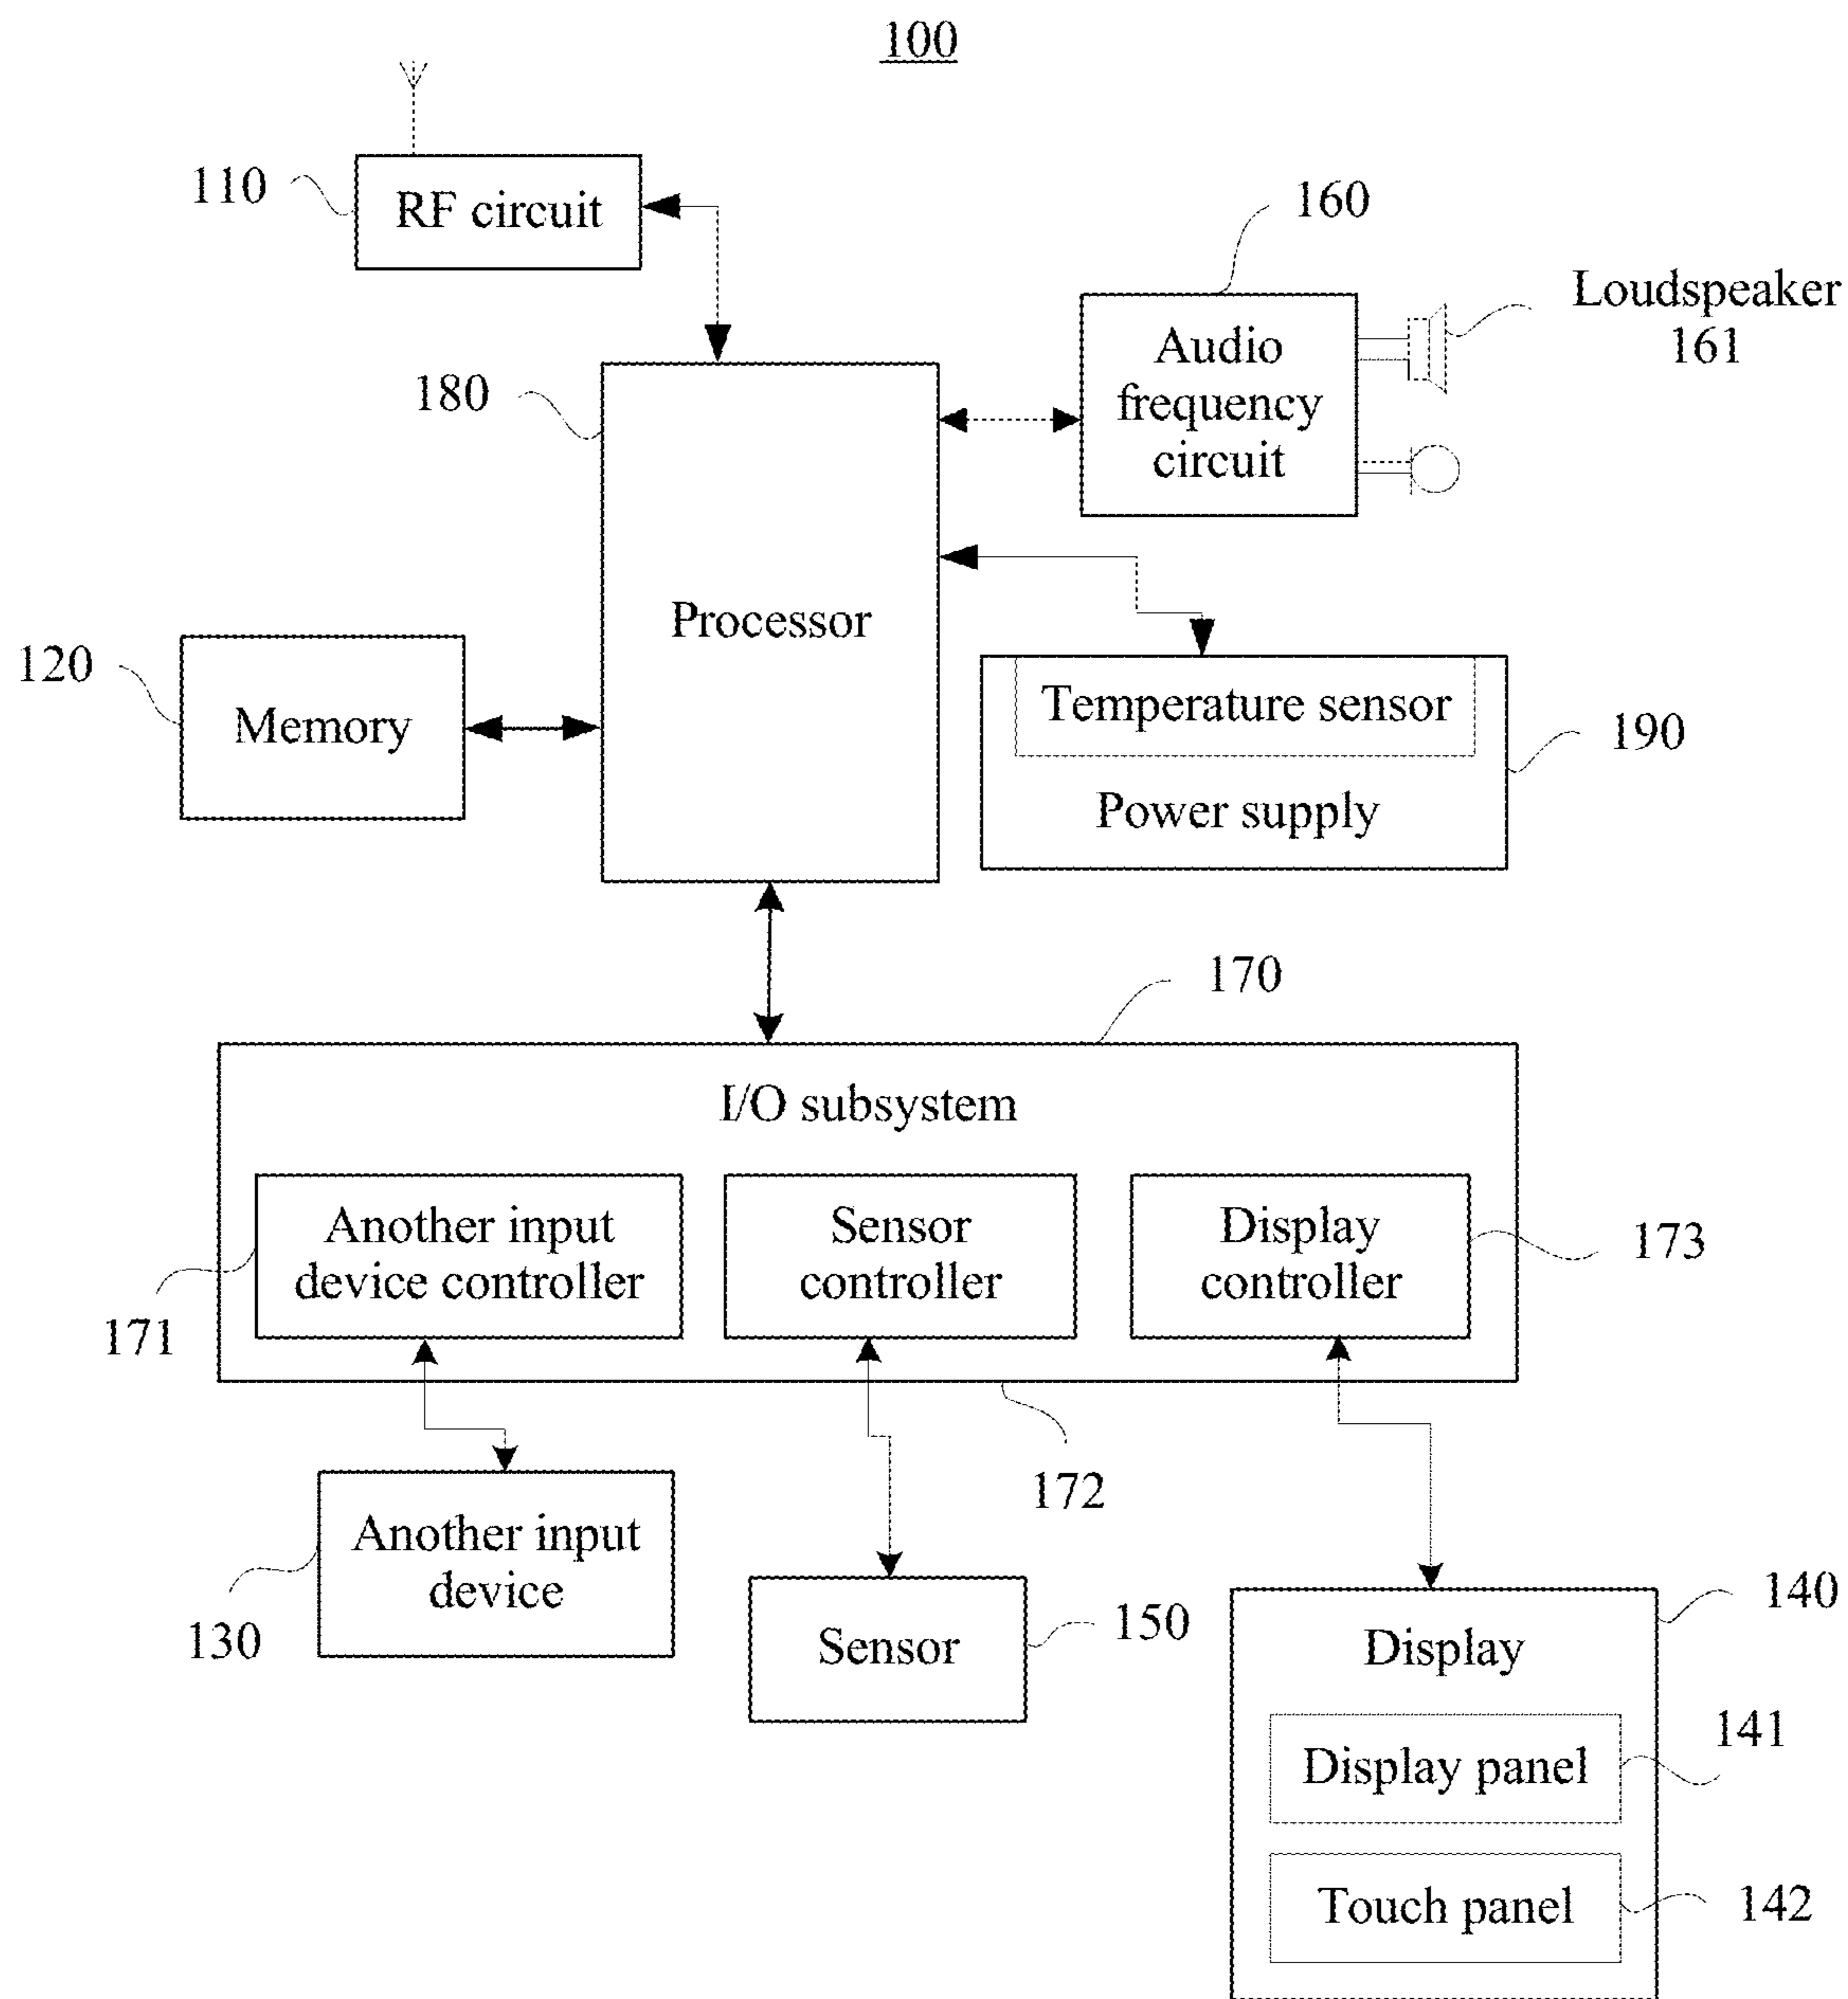 100
110
RF circuit
160
Loudspeaker
161
Audio
frequency
circuit
180
Processor
120
Memory
Temperature sensor
190
Power supply
170
I/O subsystem
Another input
device controller
Sensor
controller
Display
controller
173
171
172
Another input
device
130
Sensor
150
140
Display
141
Display panel
Touch panel
142